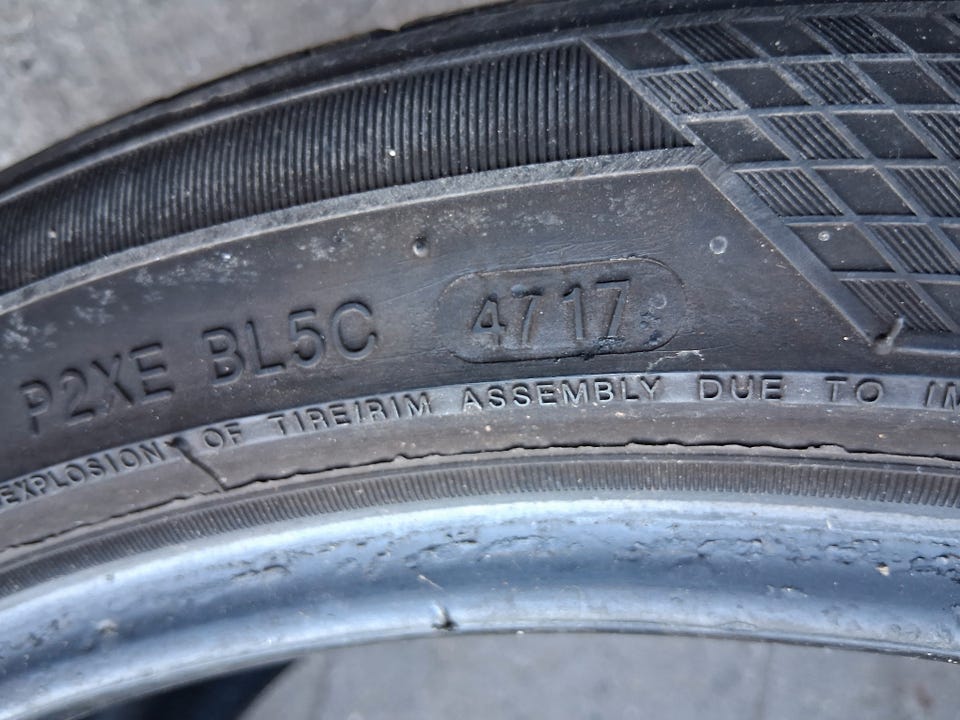 P2XE BL5C 4717
EXPLOSION OF TIRE/RIM ASSEMBLY DUE TO